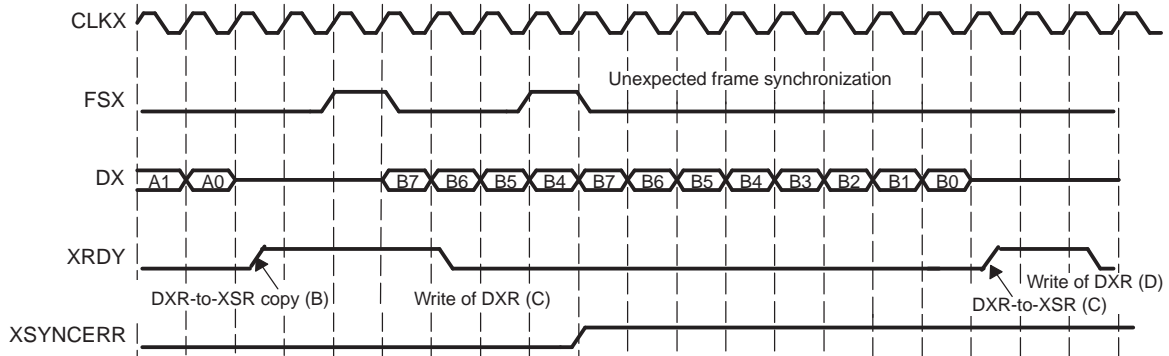 CLKX
Unexpected frame synchronization
FSX
DX A1 A0 B7 B6 B5 B4 B7 B6 B5 B4 B3 B2 B1 B0
XRDY
DXR-to-XSR copy (B) Write of DXR (C) Write of DXR (D)
DXR-to-XSR (C)
XSYNCERR